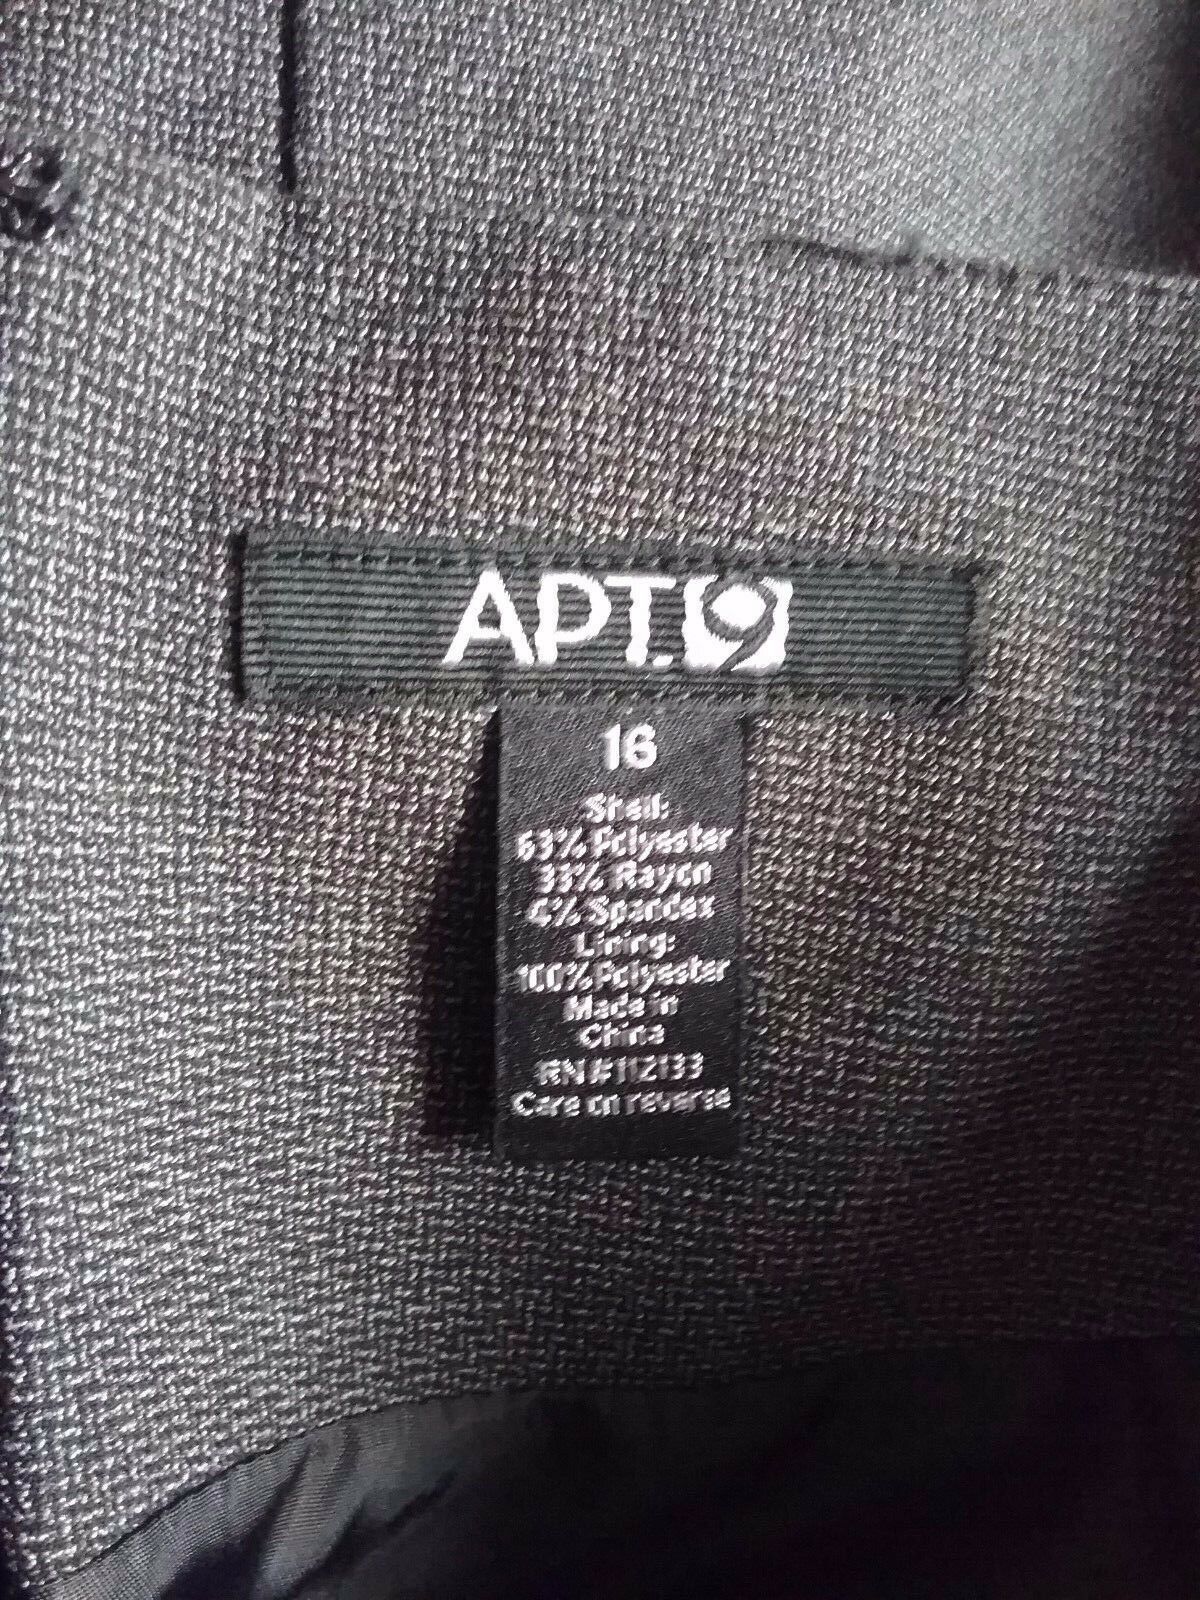 APT.9
16
Shell:
63% Polyester
33% Rayon
4% Spandex
Lining:
100% Polyester
Made in
China
RN#112133
Care on reverse